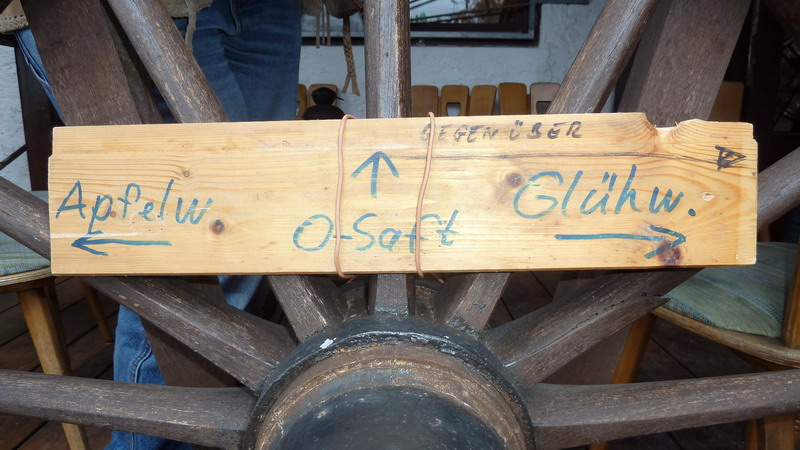 GEGENÜBER
Apfelw.
O-Saft
Glühw.